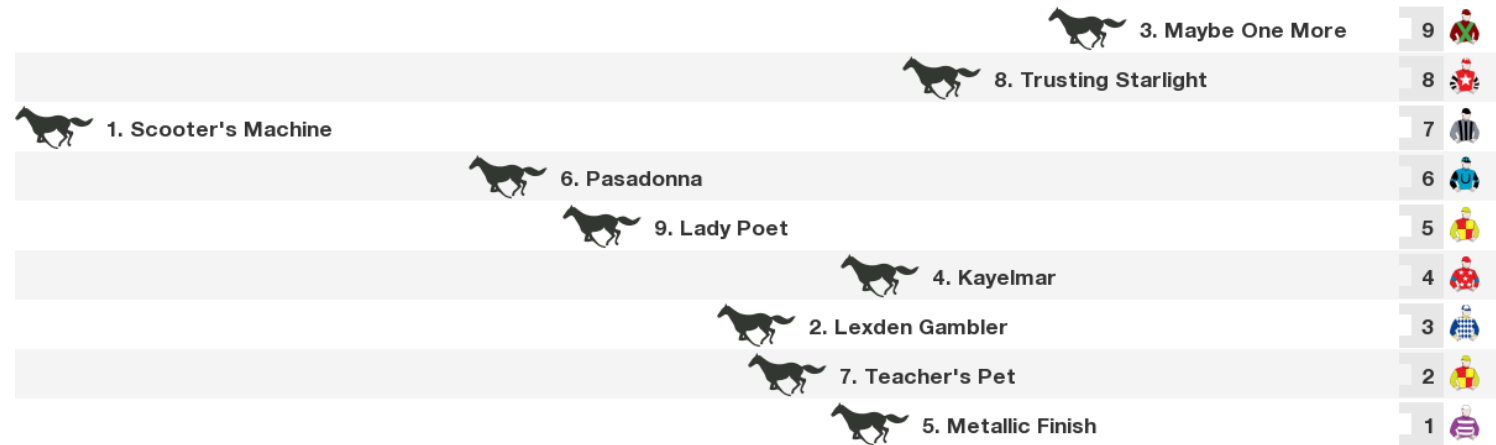 3. Maybe One More 9
8. Trusting Starlight 8
1. Scooter's Machine 7
6. Pasadonna 6
9. Lady Poet 5
4. Kayelmar 4
2. Lexden Gambler 3
7. Teacher's Pet 2
5. Metallic Finish 1